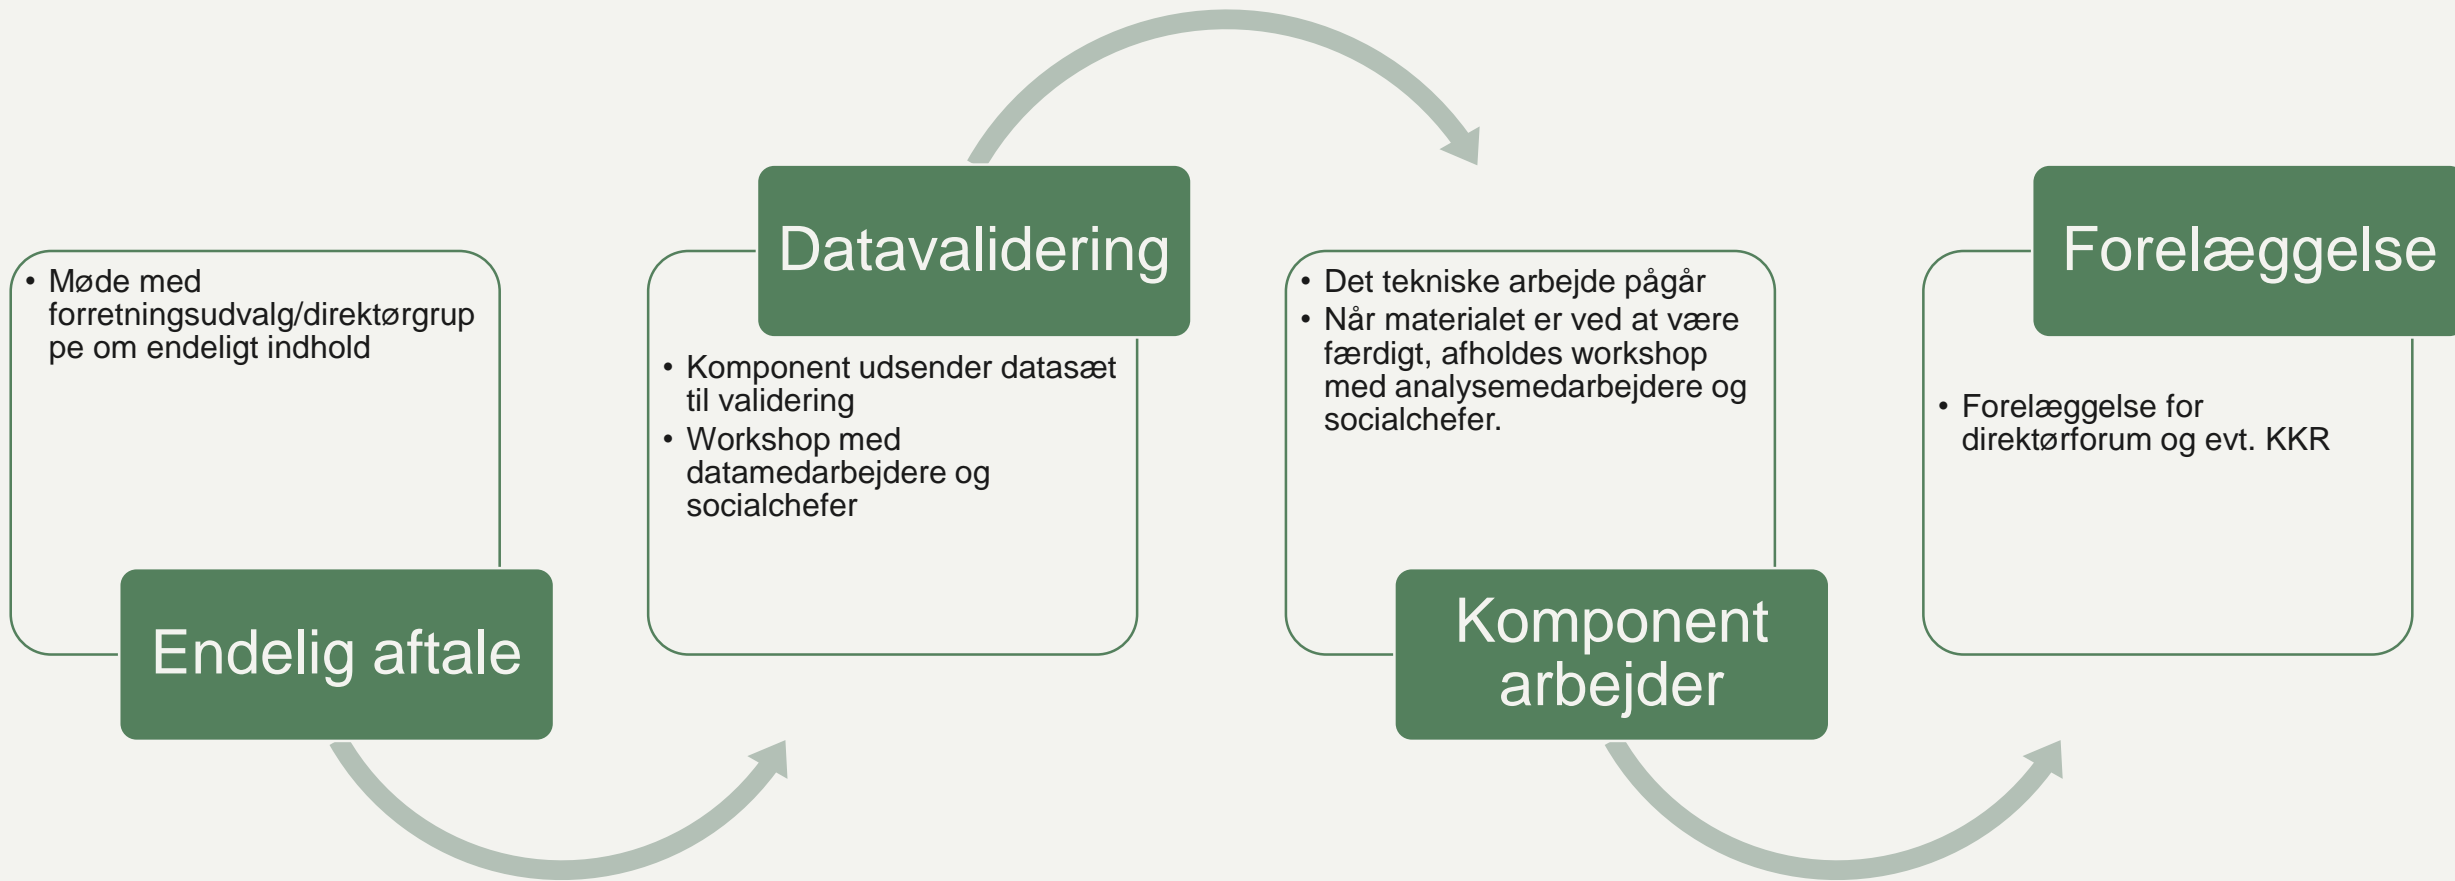 • Møde med
forretningsudvalg/direktørgrup
pe om endeligt indhold
Endelig aftale
Datavalidering
• Komponent udsender datasæt
til validering
• Workshop med
datamedarbejdere og
socialchefer
• Det tekniske arbejde pågår
• Når materialet er ved at være
færdigt, afholdes workshop
med analysemedarbejdere og
socialchefer.
Komponent
arbejder
Forelæggelse
• Forelæggelse for
direktørforum og evt. KKR